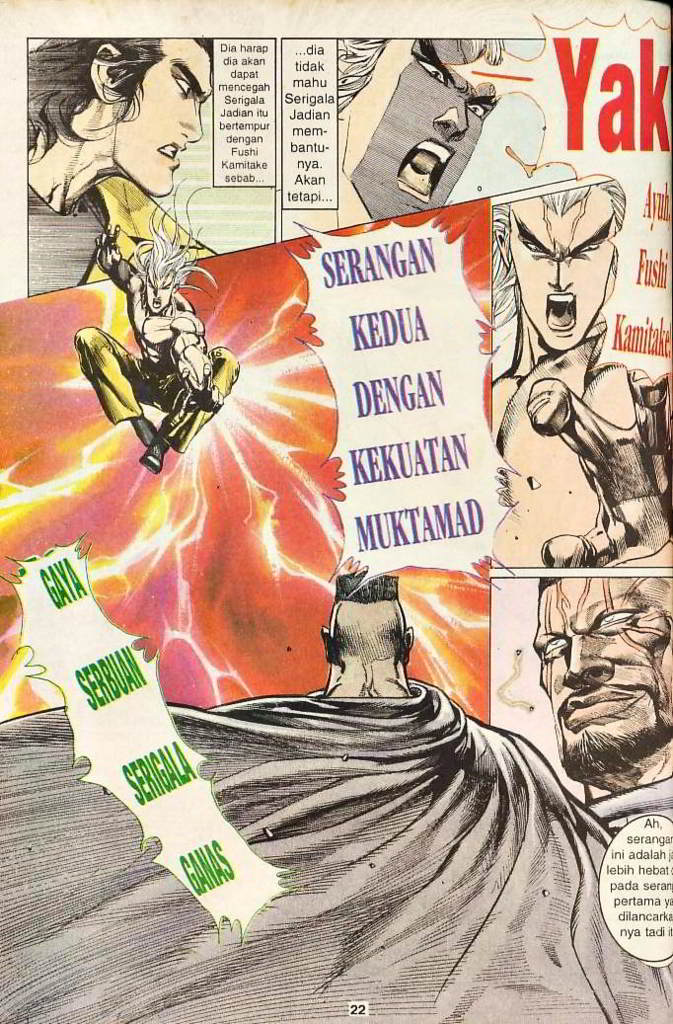 Dia harap
dia akan
dapat
mencegah
Serigala
Jadian itu
bertempur
dengan
Fushi
Kamitake
sebab...
...dia
tidak
mahu
Serigala
Jadian
mem-
bantu-
nya. Akan
tetapi...
Yak
Ayuh,
Fushi
Kamitake!
SERANGAN
KEDUA
DENGAN
KEKUATAN
MUKTAMAD
GAYA
SERBUAN
SERIGALA
GANAS
Ah,
serangan
ini adalah
lebih hebat
pada
pertama
dilancarka
nya tadi
22